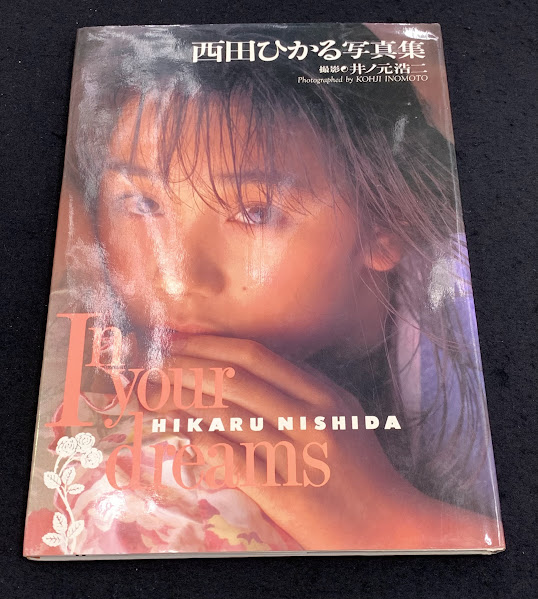 西田ひかる写真集
撮影●井ノ元浩二
Photographed by KOHJI INOMOTO
In
your
HIKARU NISHIDA
dreams